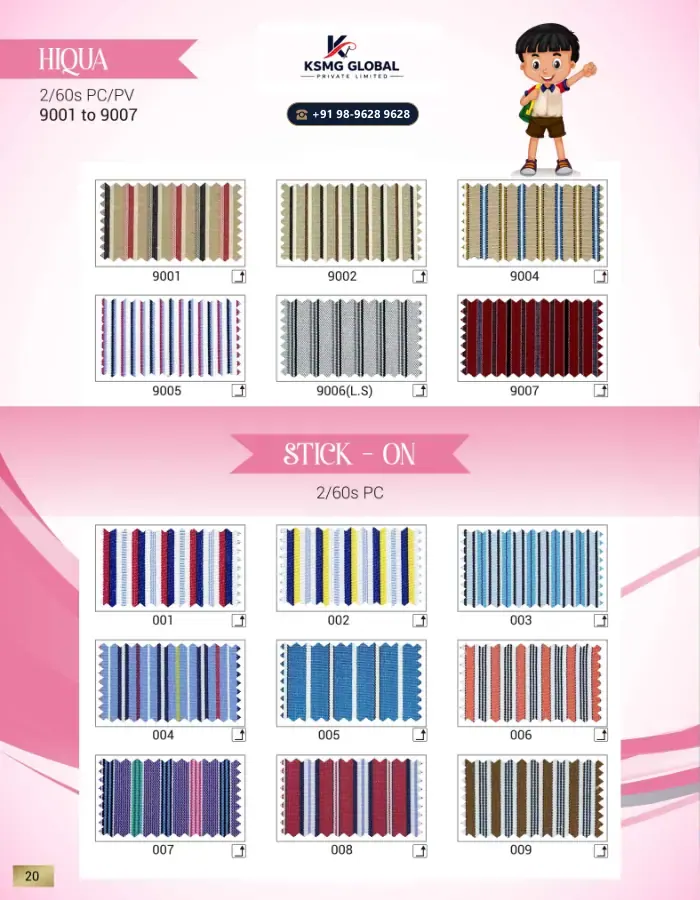 HIQUA
2/60s PC/PV
9001 to 9007
KSMG GLOBAL
PRIVATE LIMITED
+91 98-9628 9628
9001
9002
9004
9005
9006(L.S)
9007
STICK - ON
2/60s PC
001
002
003
004
005
006
007
008
009
20